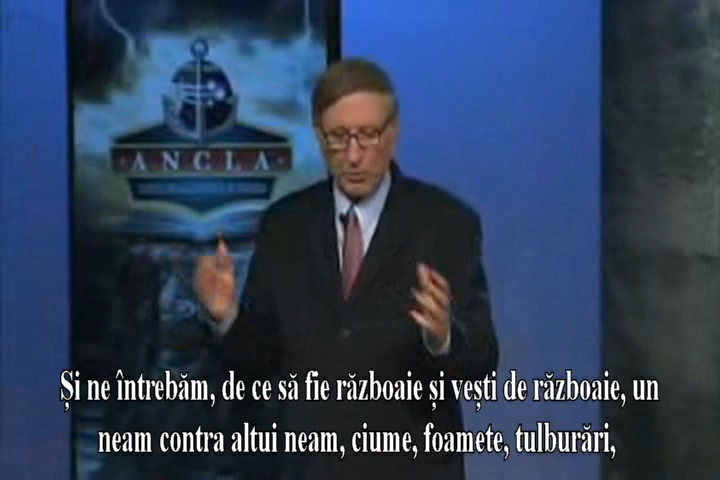 ANCLA
Și ne întrebăm, de ce să fie războaie și vești de războaie, un
neam contra altui neam, ciume, foamete, tulburări,